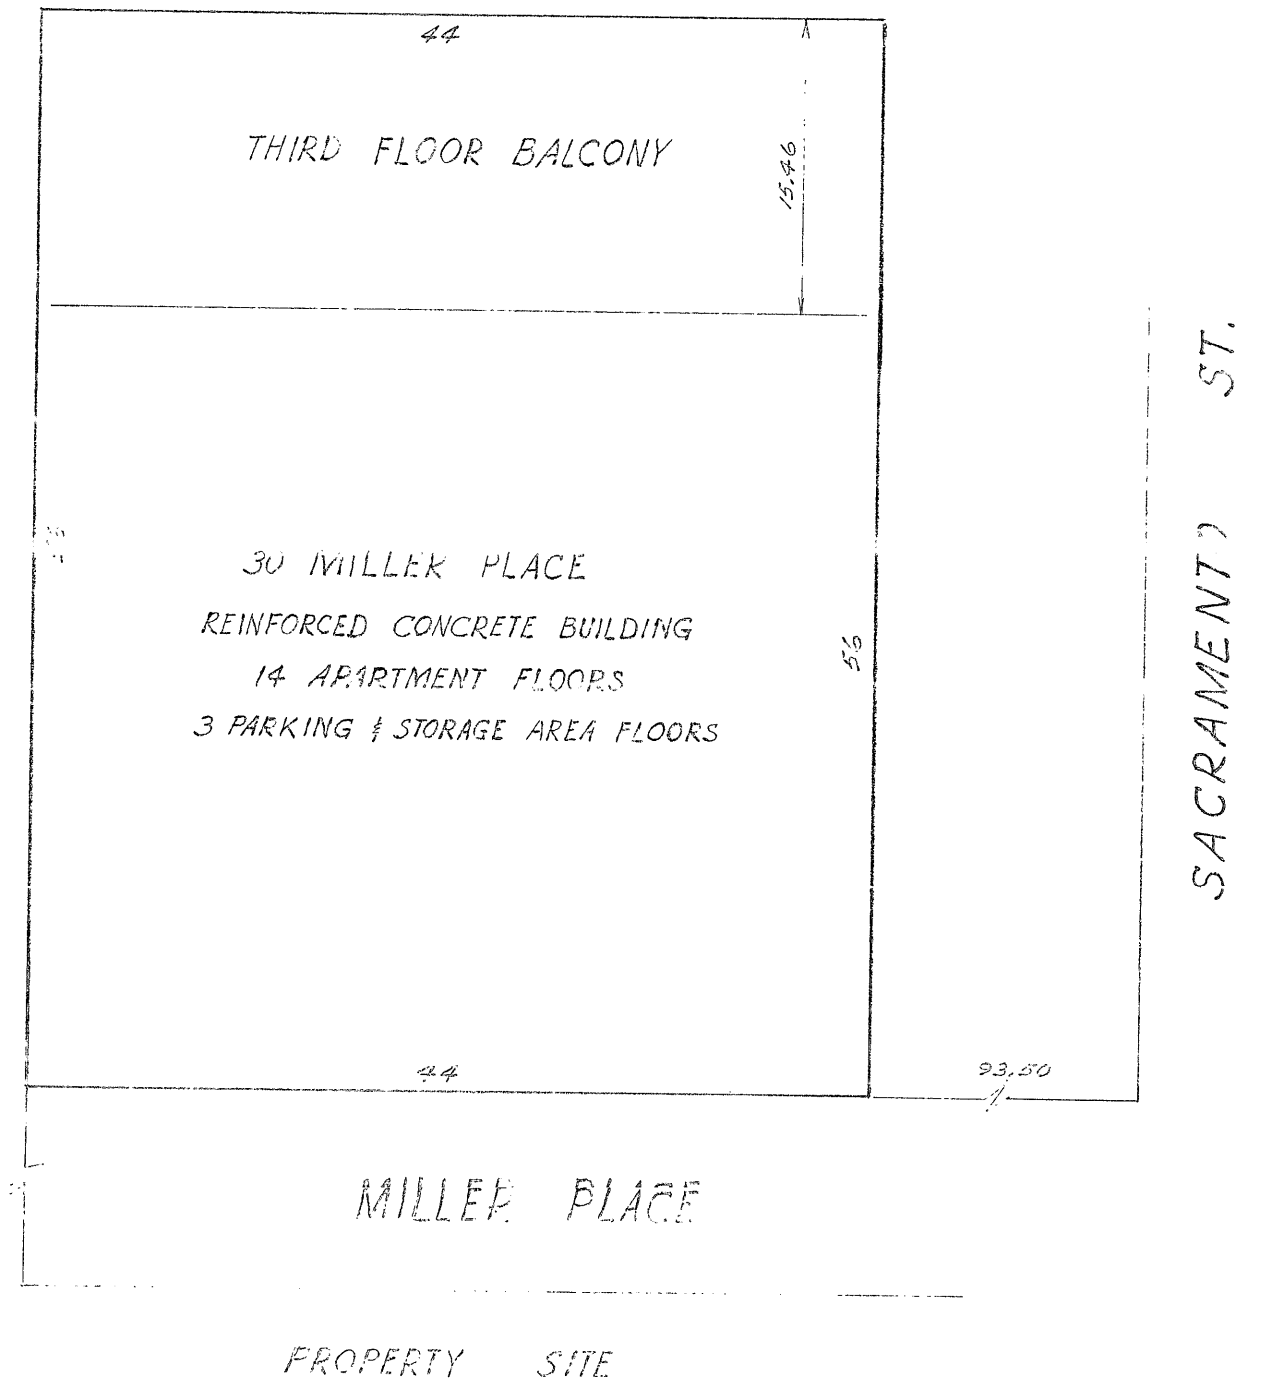 44
THIRD FLOOR BALCONY
15.46
30 MILLER PLACE
REINFORCED CONCRETE BUILDING
14 APARTMENT FLOORS
3 PARKING & STORAGE AREA FLOORS
56
44
93.50
SACRAMENTO ST.
MILLER PLACE
PROPERTY SITE